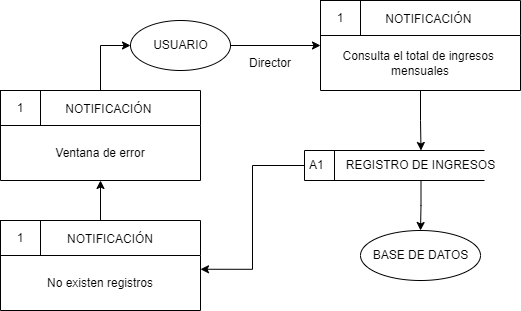 1 NOTIFICACIÓN
USUARIO
Director
Consulta el total de ingresos
mensuales
1 NOTIFICACIÓN
Ventana de error
A1 REGISTRO DE INGRESOS
1 NOTIFICACIÓN
BASE DE DATOS
No existen registros